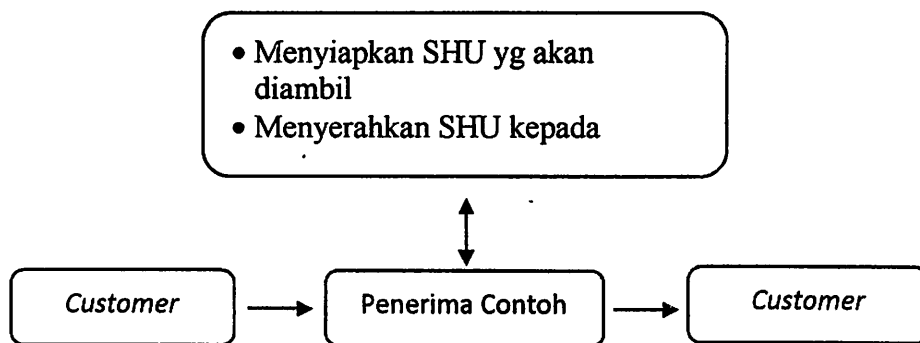 • Menyiapkan SHU yg akan
diambil
• Menyerahkan SHU kepada
Customer
Penerima Contoh
Customer